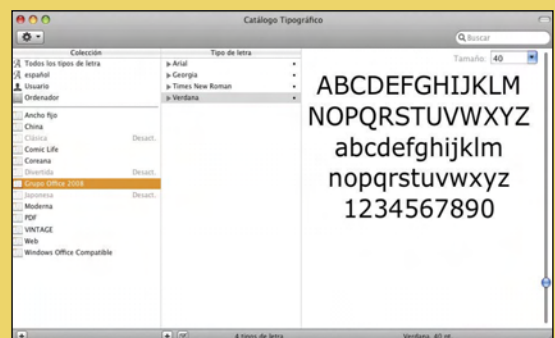 Catálogo Tipográfico
Buscar
Colección
Tipo de letra
Tamaño: 40
Todos los tipos de letra
español
Usuario
Ordenador
Ancho fijo
China
Clásica Desact.
Comic Life
Coreana
Divertida Desact.
Grupo Office 2008
Japonesa Desact.
Moderna
PDF
VINTAGE
Web
Windows Office Compatible
Arial
Georgia
Times New Roman
Verdana
ABCDEFGHIJKLM
NOPQRSTUVWXYZ
abcdefghijklm
nopqrstuvwxyz
1234567890
4 tipos de letra
Verdana, 40 pt